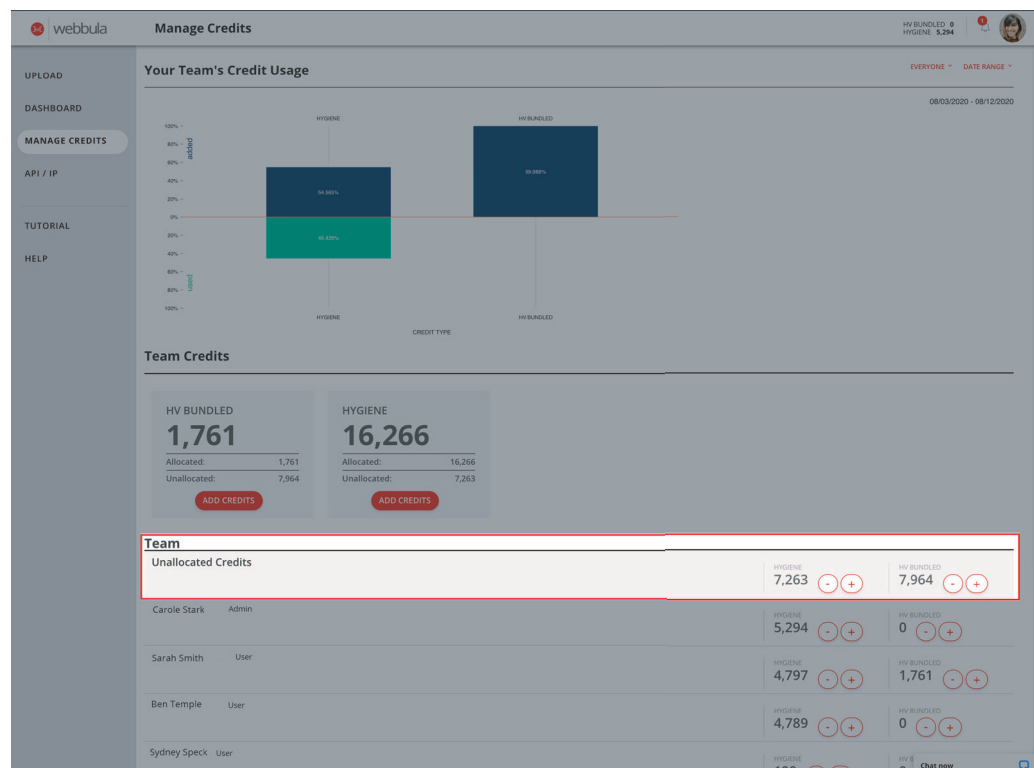 webbula
Manage Credits
HV BUNDLED 0
HYGIENE 5,294
1
UPLOAD
DASHBOARD
MANAGE CREDITS
API / IP
TUTORIAL
HELP
Your Team's Credit Usage
EVERYONE
DATE RANGE
08/03/2020 - 08/12/2020
HYGIENE
HV BUNDLED
100%
80%
60%
40%
20%
0%
20%
40%
60%
80%
100%
added
used
HYGIENE
HV BUNDLED
CREDIT TYPE
Team Credits
HV BUNDLED
1,761
Allocated: 1,761
Unallocated: 7,964
ADD CREDITS
HYGIENE
16,266
Allocated: 16,266
Unallocated: 7,263
ADD CREDITS
Team
Unallocated Credits
HYGIENE
7,263 - +
HV BUNDLED
7,964 - +
Carole Stark Admin
HYGIENE
5,294 - +
HV BUNDLED
0 - +
Sarah Smith User
HYGIENE
4,797 - +
HV BUNDLED
1,761 - +
Ben Temple User
HYGIENE
4,789 - +
HV BUNDLED
0 - +
Sydney Speck User
HYGIENE
Chat now